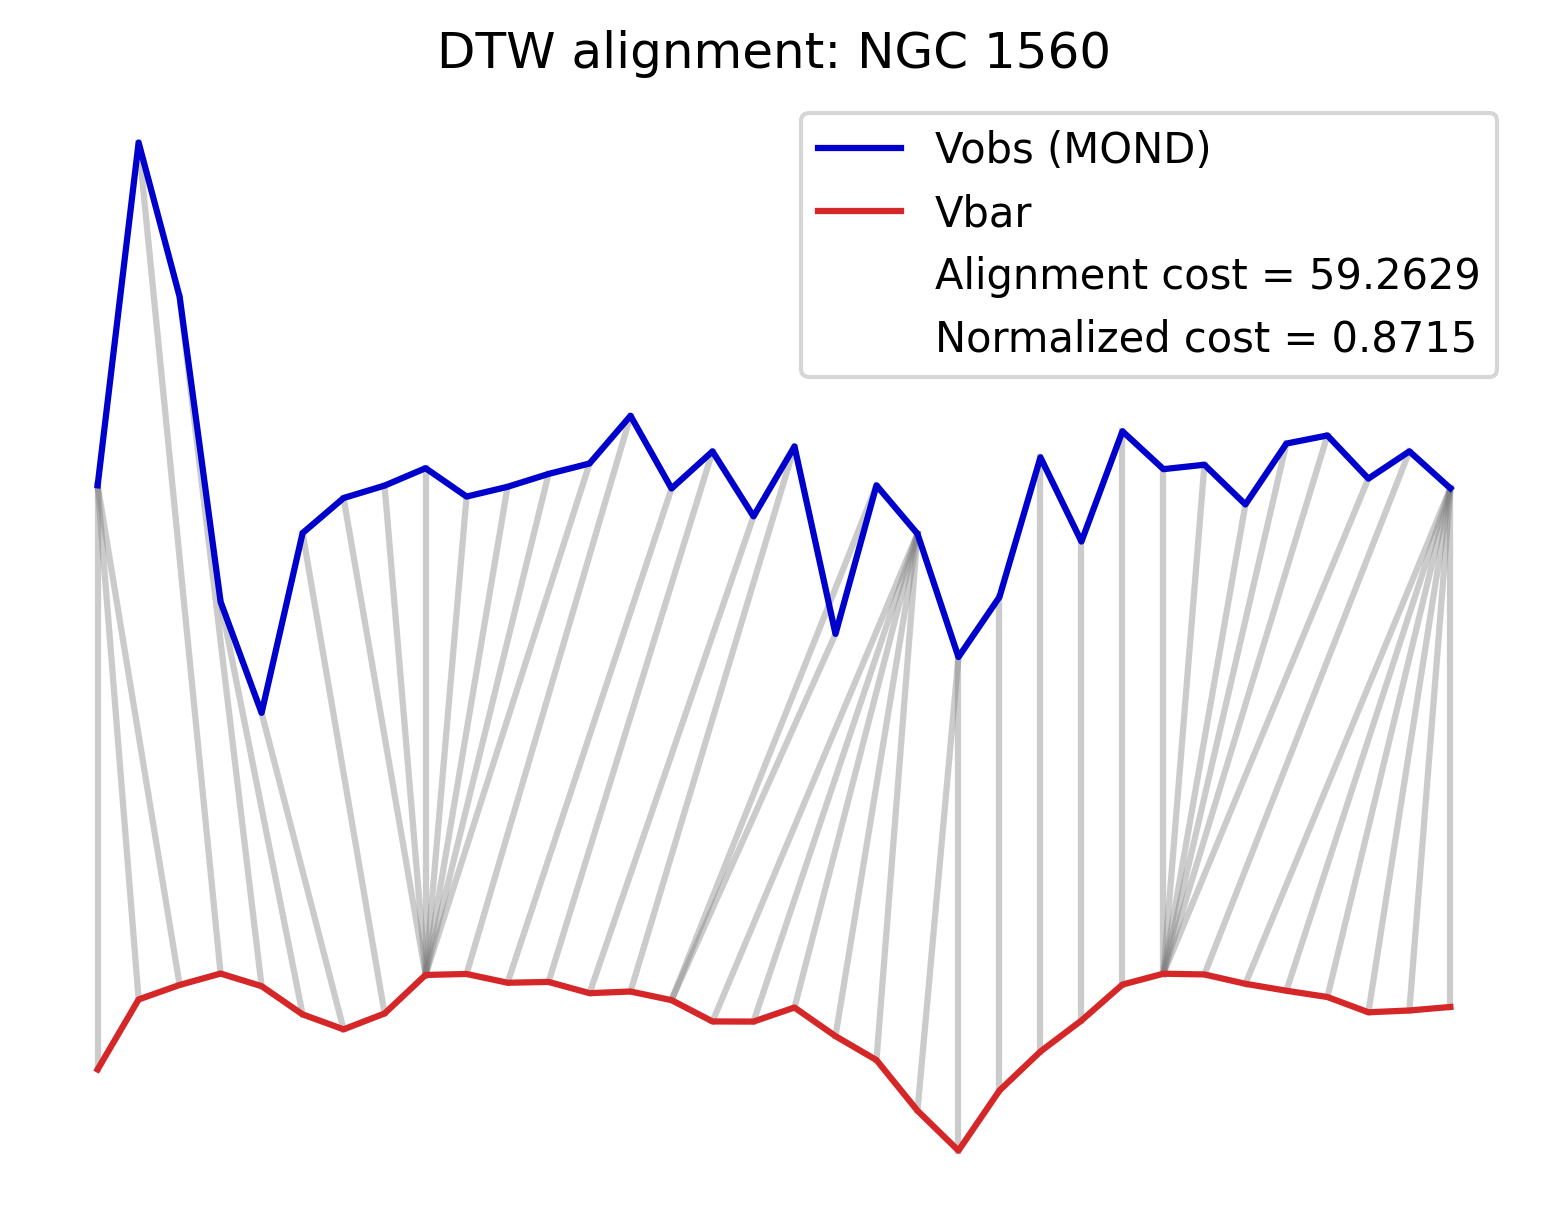 DTW alignment: NGC 1560
Vobs (MOND)
Vbar
Alignment cost = 59.2629
Normalized cost = 0.8715